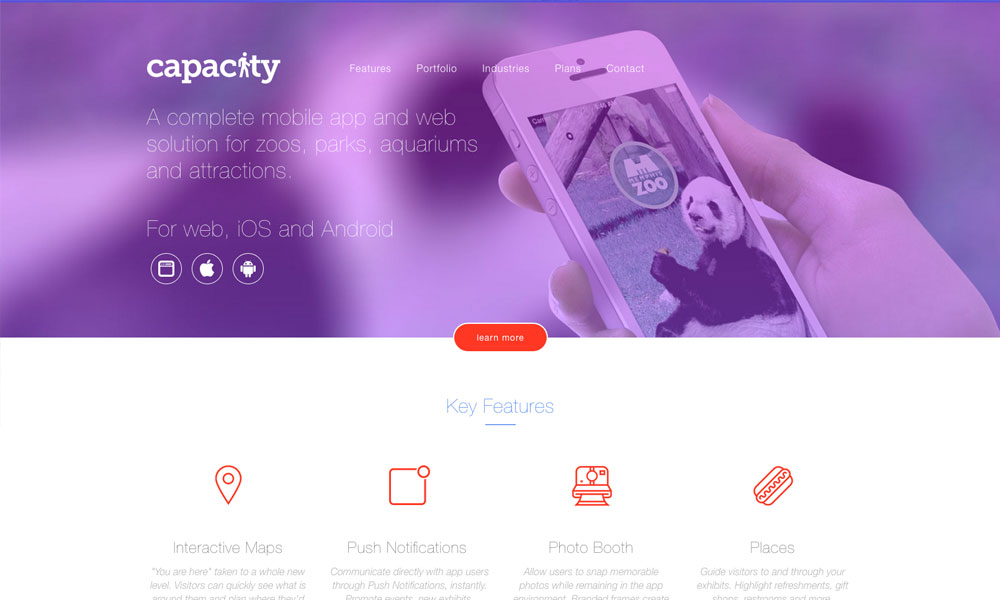 capacity
Features Portfolio Industries Plans Contact
A complete mobile app and web
solution for zoos, parks, aquariums
and attractions.
For web, iOS and Android
MEMPHIS
ZOO
learn more
Key Features
Interactive Maps
"You are here" taken to a whole new
level. Visitors can quickly see what is
around them and plan where they'd
Push Notifications
Communicate directly with app users
through Push Notifications, instantly.
Promote events, new exhibits,
Photo Booth
Allow users to snap memorable
photos while remaining in the app
environment. Branded frames create
Places
Guide visitors to and through your
exhibits. Highlight refreshments, gift
shops, restrooms and more.